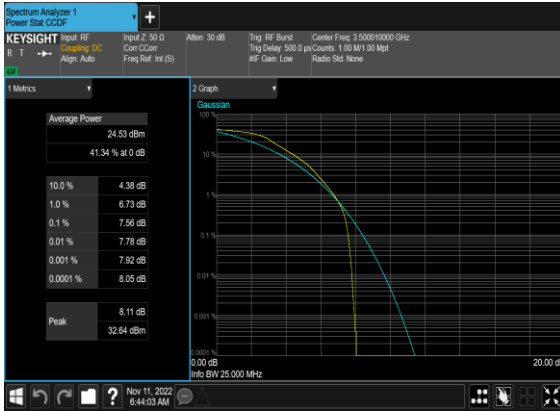 Spectrum Analyzer 1
Power Stat CCDF
+
KEYSIGHT
R T
LXI
Input: RF
Coupling: DC
Align: Auto
Input Z: 50 Ω
Corr CCorr
Freq Ref: Int (S)
Atten: 30 dB
Trig: RF Burst
Trig Delay: 500.0 µs
#IF Gain: Low
Center Freq: 3.500010000 GHz
Counts: 1.00 M/1.00 Mpt
Radio Std: None
1 Metrics
Average Power
24.53 dBm
41.34 % at 0 dB
10.0 % 4.38 dB
1.0 % 6.73 dB
0.1 % 7.56 dB
0.01 % 7.78 dB
0.001 % 7.92 dB
0.0001 % 8.05 dB
Peak
8.11 dB
32.64 dBm
2 Graph
Gaussian
100 %
10 %
1 %
0.1 %
0.01 %
0.001 %
0.0001 %
0.00 dB
20.00 d
Info BW 25.000 MHz
?
Nov 11, 2022
6:44:03 AM